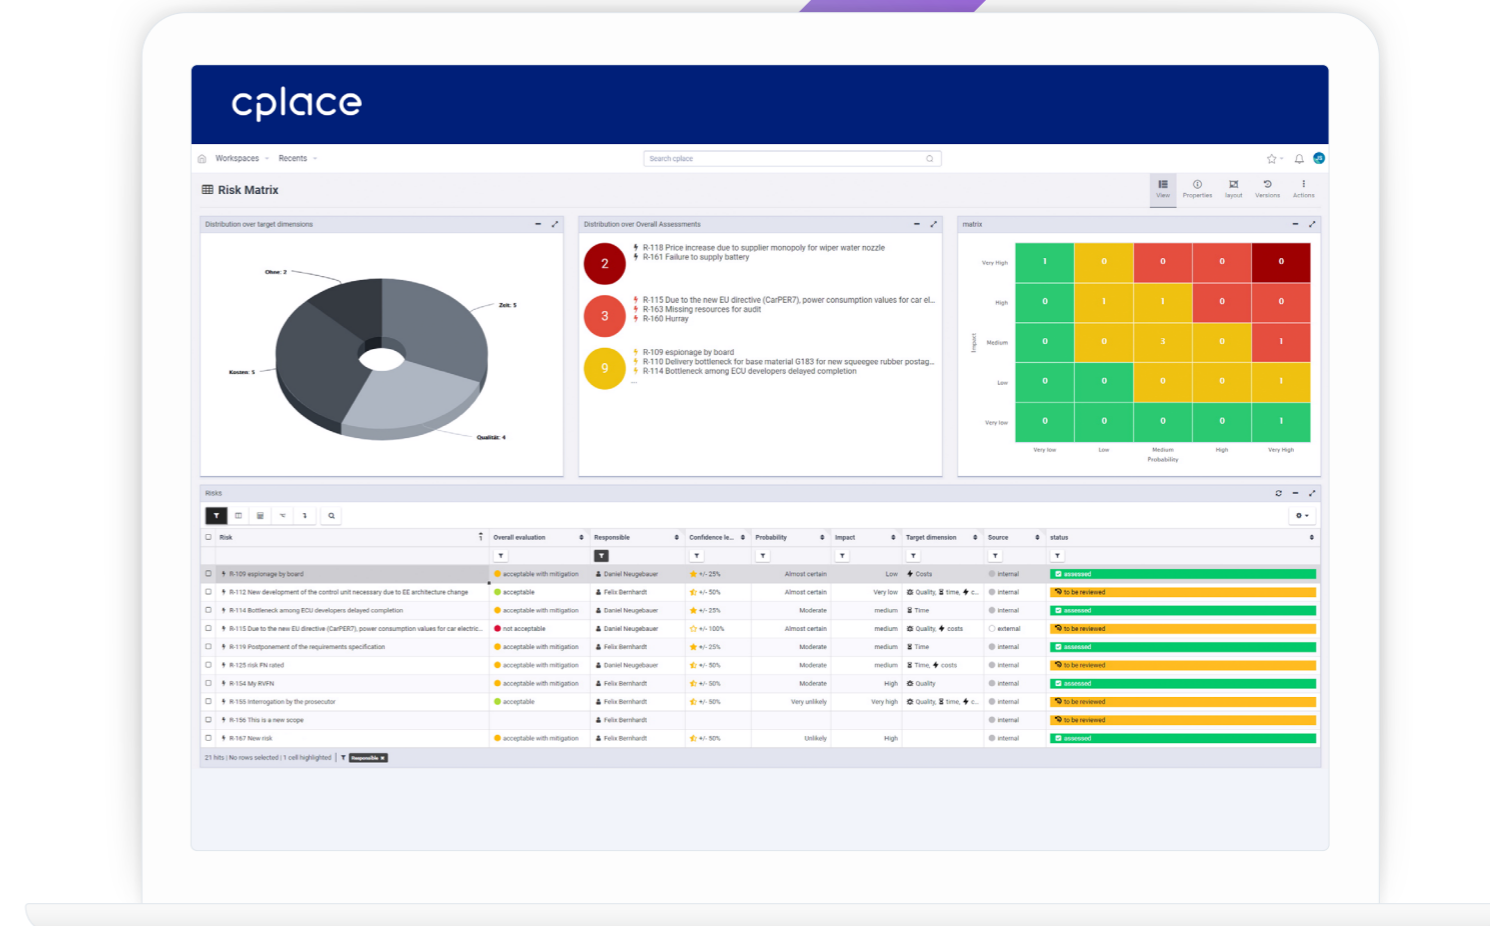 cplace
Workspaces Recents Search cplace JS
Risk Matrix View Properties layout Versions Actions
Distribution over target dimensions
Ohne: 2
Zeit: 5
Kosten: 5
Qualität: 4
Distribution over Overall Assessments
2
R-118 Price increase due to supplier monopoly for wiper water nozzle
R-161 Failure to supply battery
3
R-115 Due to the new EU directive (CarPER7), power consumption values for car el...
R-163 Missing resources for audit
R-160 Hurray
9
R-109 espionage by board
R-110 Delivery bottleneck for base material G183 for new squeegee rubber postag...
R-114 Bottleneck among ECU developers delayed completion
...
matrix
Impact
Very High 1 0 0 0 0
High 0 1 1 0 0
Medium 0 0 3 0 1
Low 0 0 0 0 1
Very low 0 0 0 0 1
Very low Low Medium High Very High
Probability
Risks
Risk Overall evaluation Responsible Confidence le... Probability Impact Target dimension Source status
R-109 espionage by board acceptable with mitigation Daniel Neugebauer +/- 25% Almost certain Low Costs internal assessed
R-112 New development of the control unit necessary due to EE architecture change acceptable Felix Bernhardt +/- 50% Almost certain Very low Quality, time, c... internal to be reviewed
R-114 Bottleneck among ECU developers delayed completion acceptable with mitigation Daniel Neugebauer +/- 25% Moderate medium Time internal assessed
R-115 Due to the new EU directive (CarPER7), power consumption values for car electric... not acceptable Daniel Neugebauer +/- 100% Almost certain medium Quality, costs external to be reviewed
R-119 Postponement of the requirements specification acceptable with mitigation Felix Bernhardt +/- 25% Moderate medium Time internal assessed
R-125 risk PN rated acceptable with mitigation Daniel Neugebauer +/- 50% Moderate medium Time, costs internal to be reviewed
R-154 My RVFN acceptable with mitigation Felix Bernhardt +/- 50% Moderate High Quality internal assessed
R-155 Interrogation by the prosecutor acceptable Felix Bernhardt +/- 50% Very unlikely Very high Quality, time, c... internal to be reviewed
R-156 This is a new scope Felix Bernhardt internal to be reviewed
R-167 New risk acceptable with mitigation Felix Bernhardt +/- 50% Unlikely High internal assessed
21 hits | No rows selected | 1 cell highlighted | Responsible x